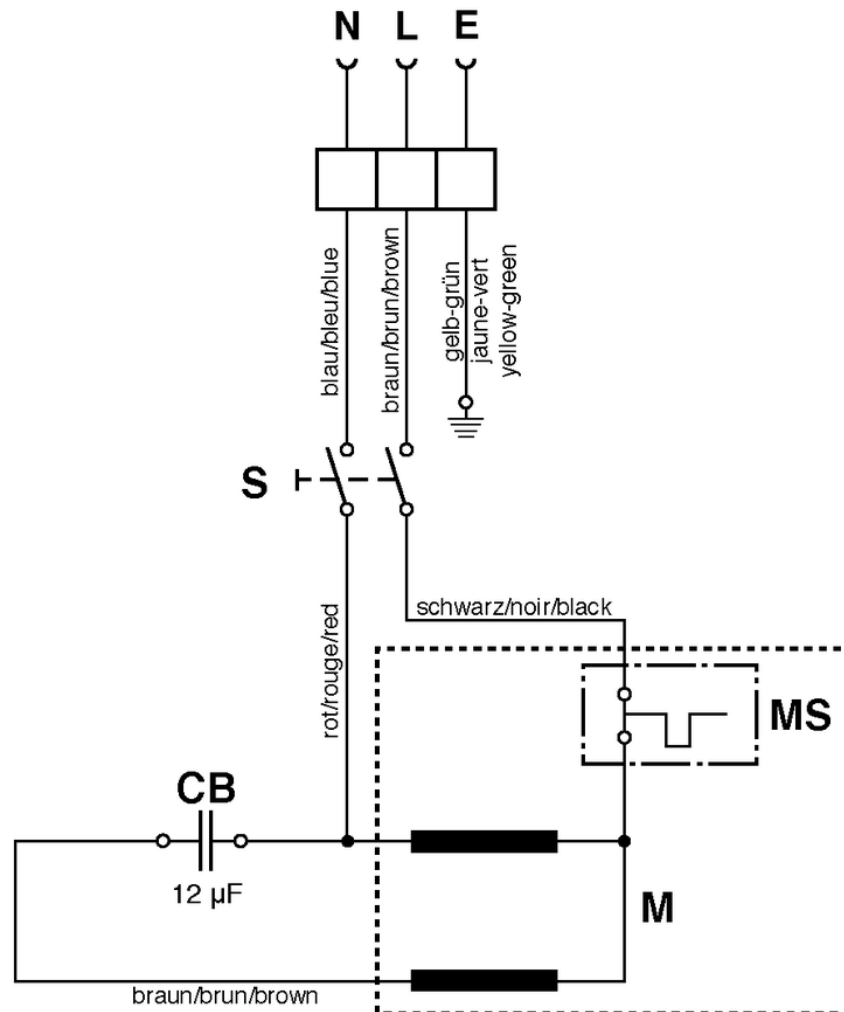 N L E
blau/bleu/blue
braun/brun/brown
gelb-grün
jaune-vert
yellow-green
S
schwarz/noir/black
rot/rouge/red
MS
CB
12 µF
M
braun/brun/brown